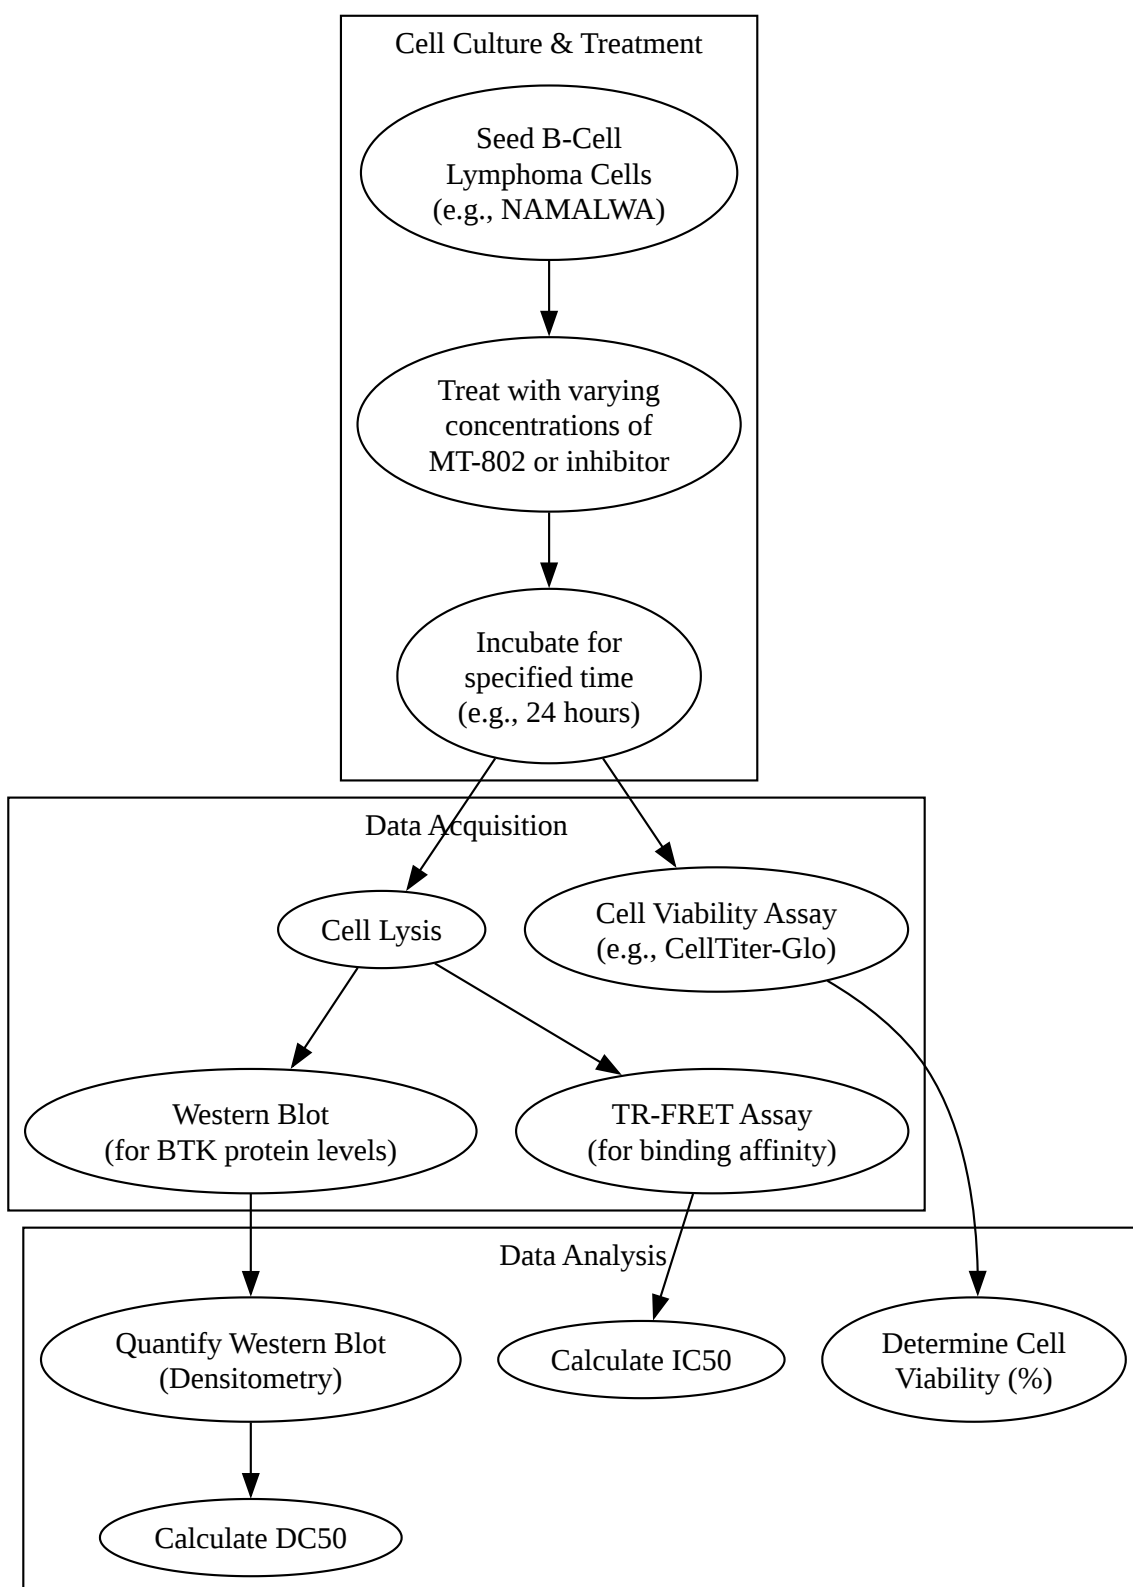 Cell Culture & Treatment
Seed B-Cell
Lymphoma Cells
(e.g., NAMALWA)
Treat with varying
concentrations of
MT-802 or inhibitor
Incubate for
specified time
(e.g., 24 hours)
Data Acquisition
Cell Lysis
Cell Viability Assay
(e.g., CellTiter-Glo)
Western Blot
(for BTK protein levels)
TR-FRET Assay
(for binding affinity)
Data Analysis
Quantify Western Blot
(Densitometry)
Calculate IC50
Determine Cell
Viability (%)
Calculate DC50